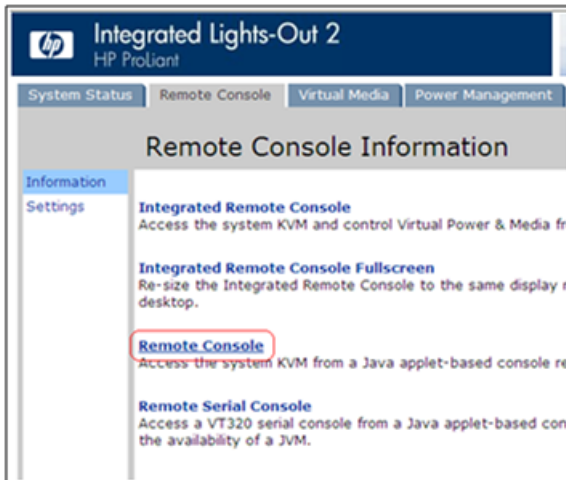 hp
Integrated Lights-Out 2
HP ProLiant
System Status Remote Console Virtual Media Power Management
Remote Console Information
Information
Settings
Integrated Remote Console
Access the system KVM and control Virtual Power & Media
Integrated Remote Console Fullscreen
Re-size the Integrated Remote Console to the same display
desktop.
Remote Console
Access the system KVM from a Java applet-based console
Remote Serial Console
Access a VT320 serial console from a Java applet-based
the availability of a JVM.